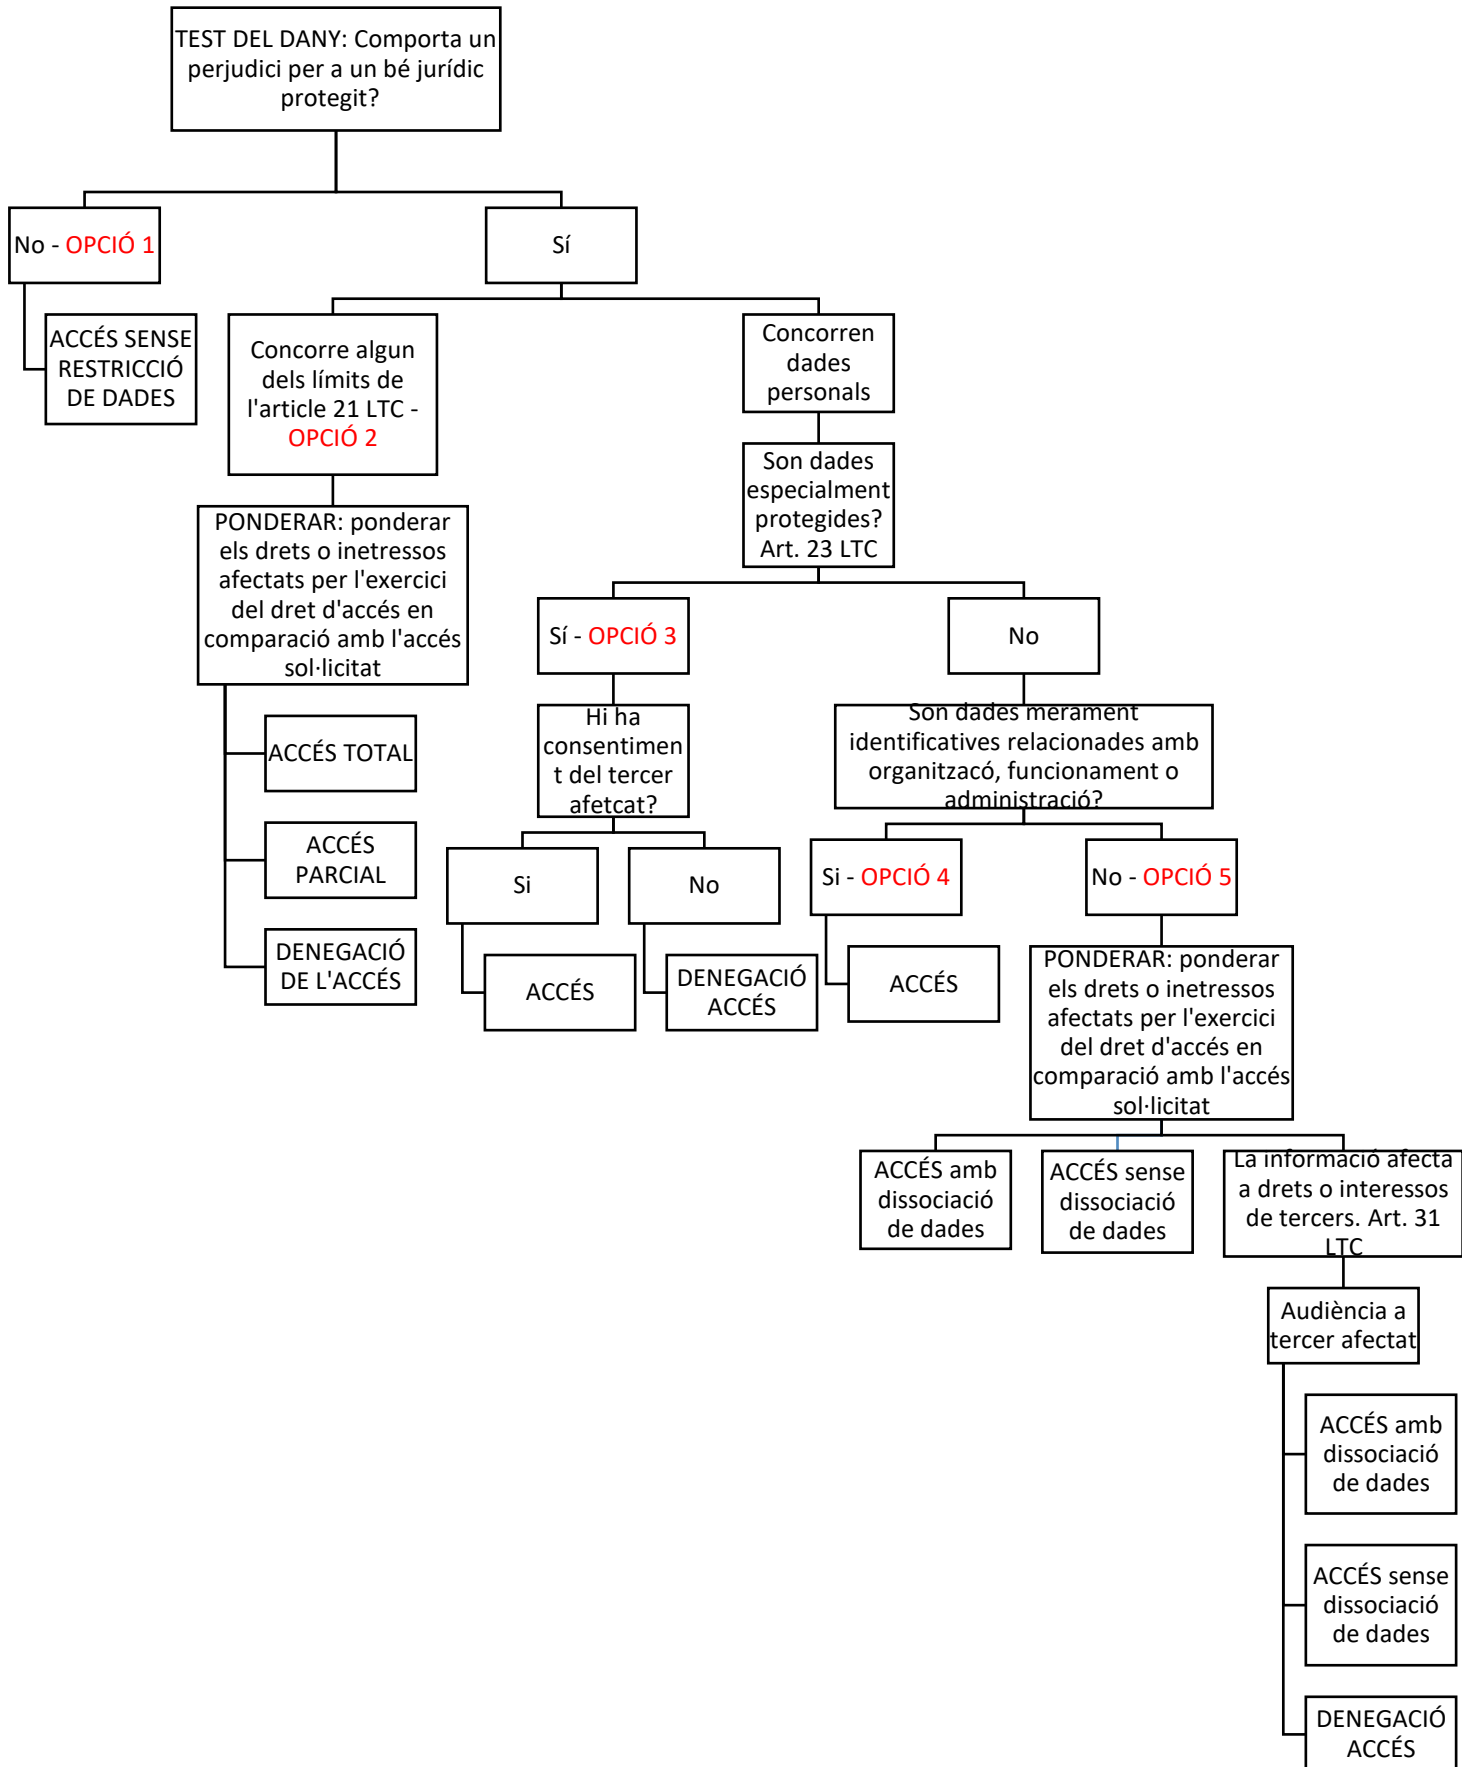 TEST DEL DANY: Comporta un
perjudici per a un bé jurídic
protegit?
No - OPCIÓ 1
Sí
ACCÉS SENSE
RESTRICCIÓ
DE DADES
Concorre algun
dels límits de
l'article 21 LTC -
OPCIÓ 2
Concorren
dades
personals
Son dades
especialment
protegides?
Art. 23 LTC
PONDERAR: ponderar
els drets o inetressos
afectats per l'exercici
del dret d'accés en
comparació amb l'accés
sol·licitat
Sí - OPCIÓ 3
No
ACCÉS TOTAL
ACCÉS
PARCIAL
DENEGACIÓ
DE L'ACCÉS
Hi ha
consentimen
t del tercer
afetcat?
Son dades merament
identificatives relacionades amb
organitzacó, funcionament o
administració?
Si
No
Si - OPCIÓ 4
No - OPCIÓ 5
ACCÉS
DENEGACIÓ
ACCÉS
ACCÉS
PONDERAR: ponderar
els drets o inetressos
afectats per l'exercici
del dret d'accés en
comparació amb l'accés
sol·licitat
ACCÉS amb
dissociació
de dades
ACCÉS sense
dissociació
de dades
La informació afecta
a drets o interessos
de tercers. Art. 31
LTC
Audiència a
tercer afectat
ACCÉS amb
dissociació
de dades
ACCÉS sense
dissociació
de dades
DENEGACIÓ
ACCÉS